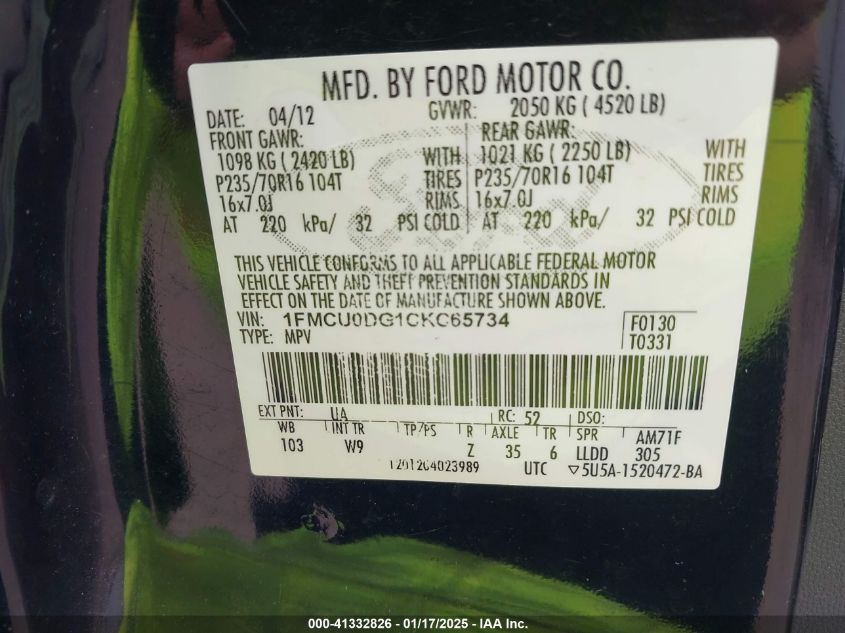 MFD. BY FORD MOTOR CO.
DATE: 04/12 GVWR: 2050 KG ( 4520 LB)
FRONT GAWR: REAR GAWR:
1098 KG ( 2420 LB) WITH 1021 KG ( 2250 LB) WITH
P235/70R16 104T TIRES P235/70R16 104T TIRES
16x7.0J RIMS 16x7.0J RIMS
AT 220 kPa/ 32 PSI COLD AT 220 kPa/ 32 PSI COLD
THIS VEHICLE CONFORMS TO ALL APPLICABLE FEDERAL MOTOR
VEHICLE SAFETY AND THEFT PREVENTION STANDARDS IN
EFFECT ON THE DATE OF MANUFACTURE SHOWN ABOVE.
VIN: 1FMCU0DG1CKC65734 F0130
TYPE: MPV T0331
EXT PNT: UA RC: 52 DSO:
WB INT TR TP/PS R AXLE TR SPR AM71F
103 W9 Z 35 6 LLDD 305
1201204023989 UTC ▽5U5A-1520472-BA
000-41332826 - 01/17/2025 - IAA Inc.